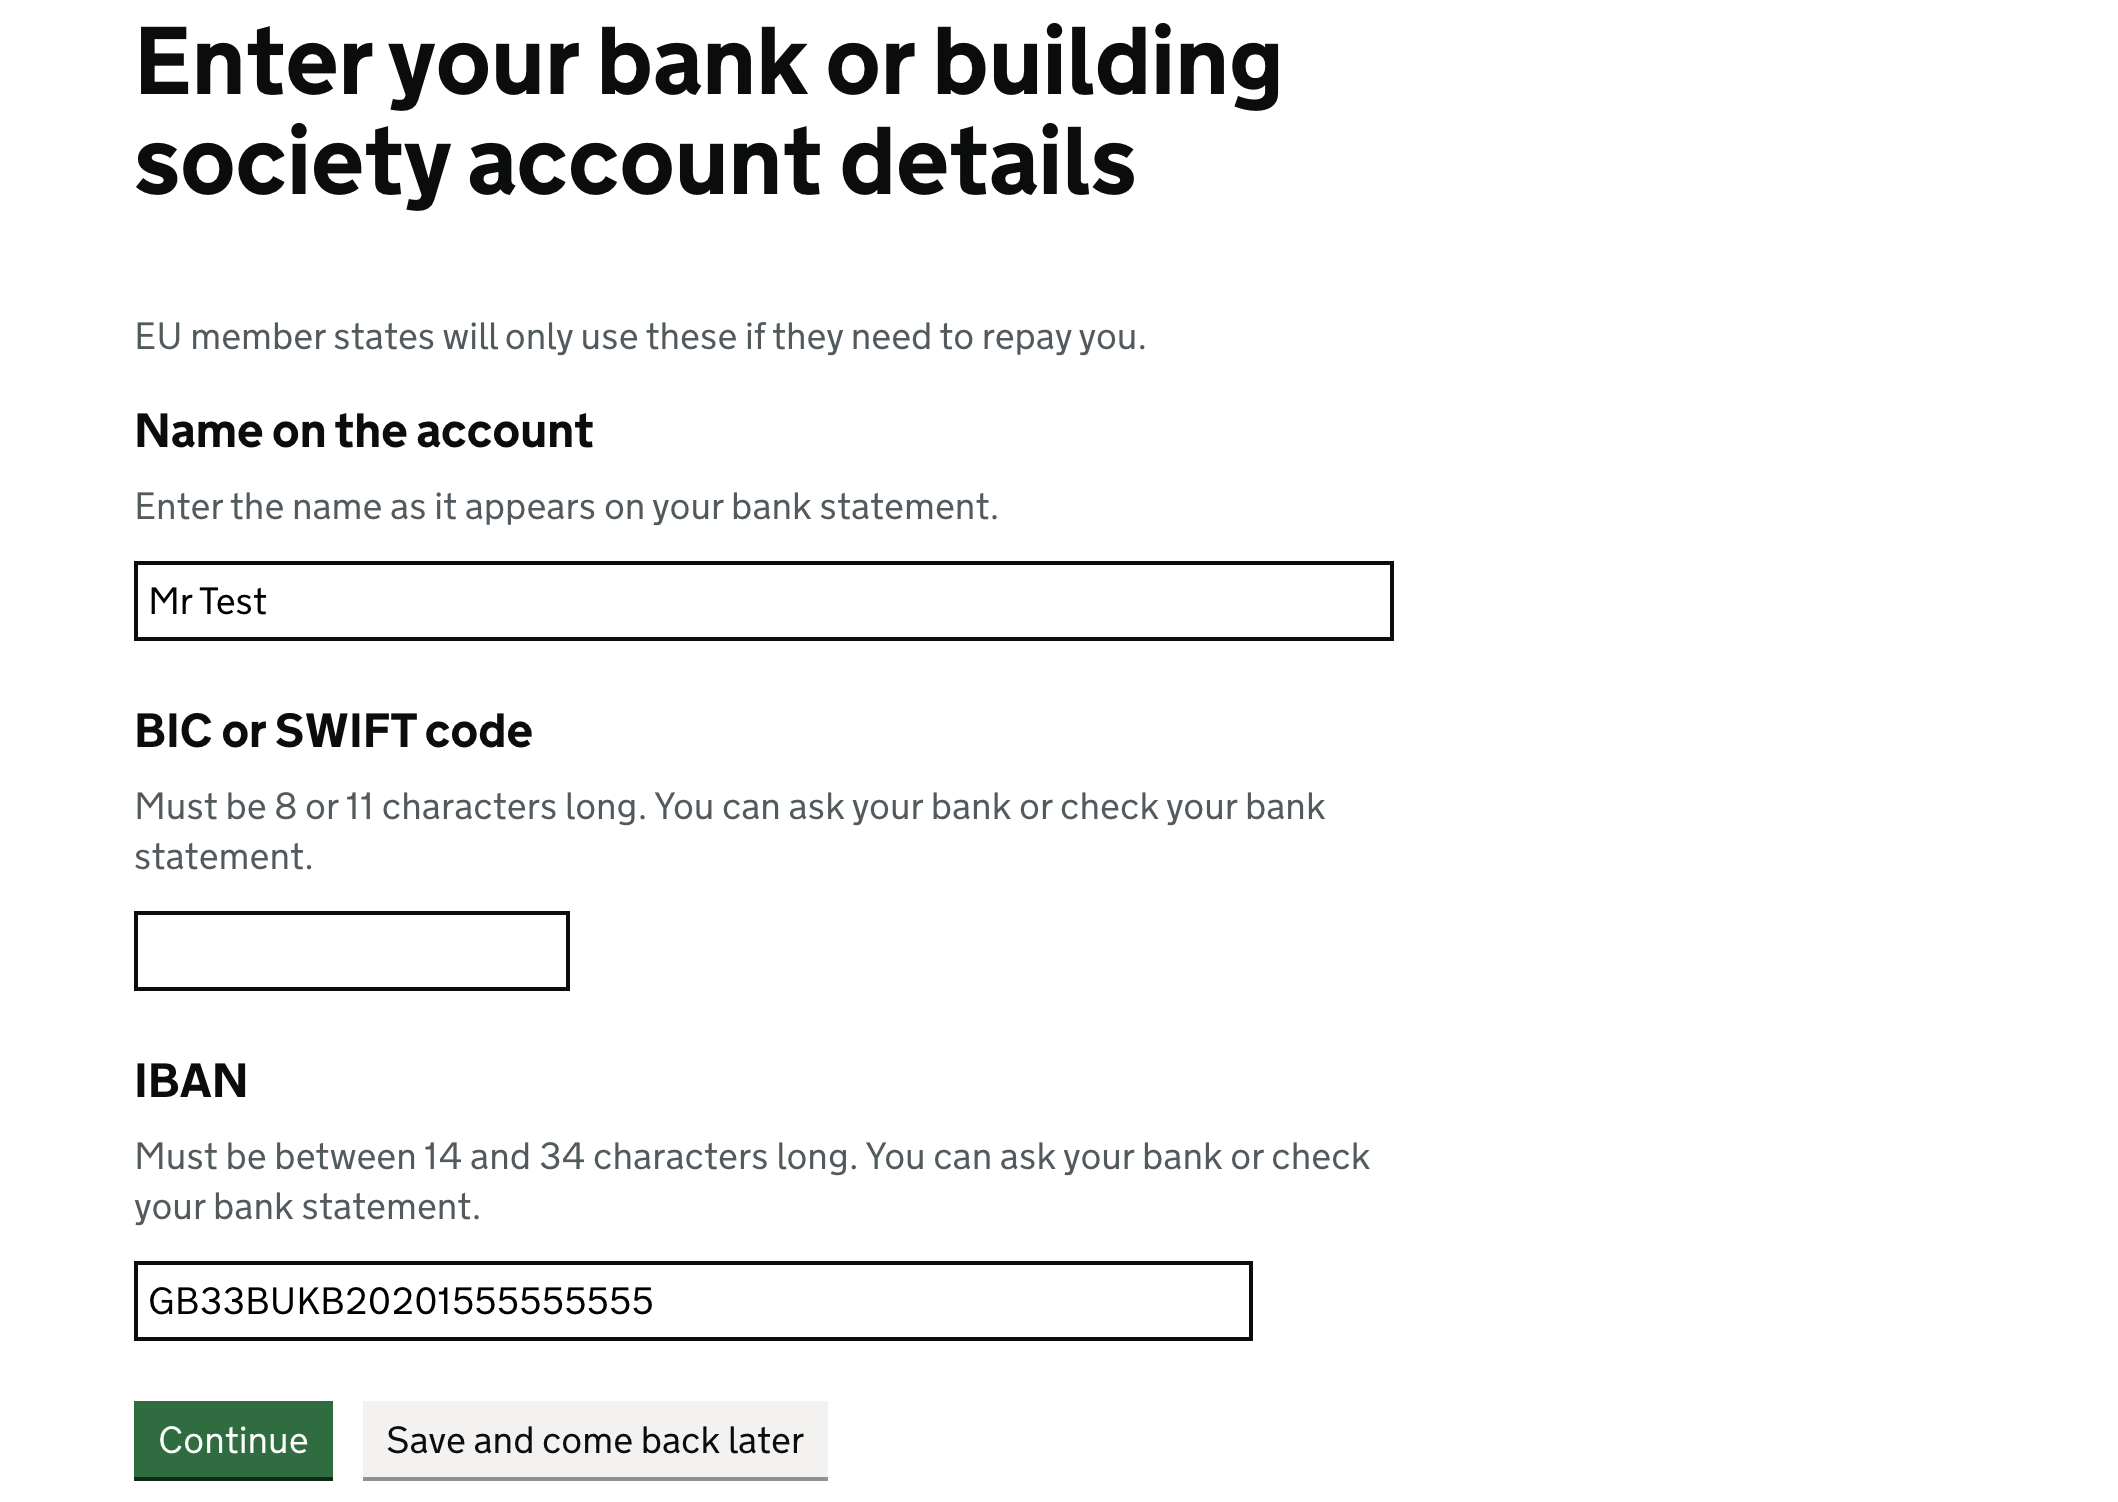 Enter your bank or building
society account details
EU member states will only use these if they need to repay you.
Name on the account
Enter the name as it appears on your bank statement.
Mr Test
BIC or SWIFT code
Must be 8 or 11 characters long. You can ask your bank or check your bank
statement.
IBAN
Must be between 14 and 34 characters long. You can ask your bank or check
your bank statement.
GB33BUKB20201555555555
Continue
Save and come back later